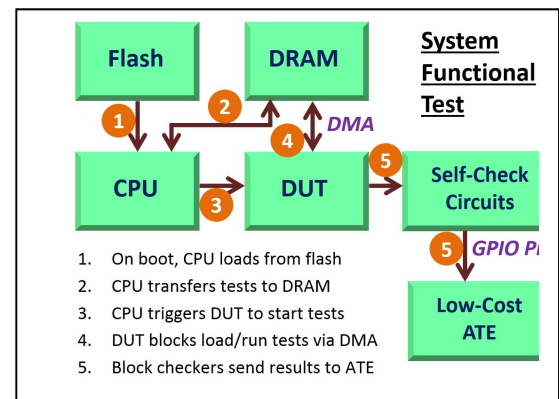 System
Functional
Test
Flash
DRAM
1
2
4
DMA
5
CPU
3
DUT
Self-Check
Circuits
5
GPIO
Low-Cost
ATE
1. On boot, CPU loads from flash
2. CPU transfers tests to DRAM
3. CPU triggers DUT to start tests
4. DUT blocks load/run tests via DMA
5. Block checkers send results to ATE